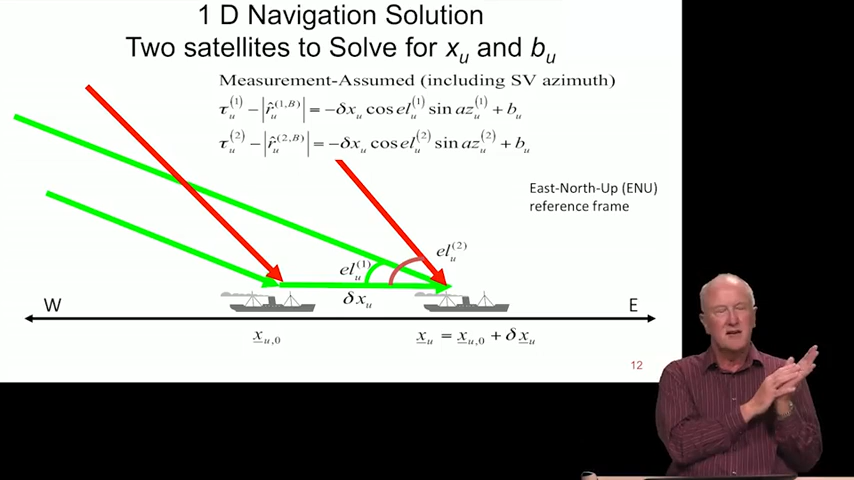 1 D Navigation Solution
Two satellites to Solve for x_u and b_u
Measurement-Assumed (including SV azimuth)
τ_u^(1) − |r̂_u^(1,B)| = −δx_u cos el_u^(1) sin az_u^(1) + b_u
τ_u^(2) − |r̂_u^(2,B)| = −δx_u cos el_u^(2) sin az_u^(2) + b_u
East-North-Up (ENU)
reference frame
el_u^(2)
el_u^(1)
W
δx_u
E
x_u,0
x_u = x_u,0 + δx_u
12